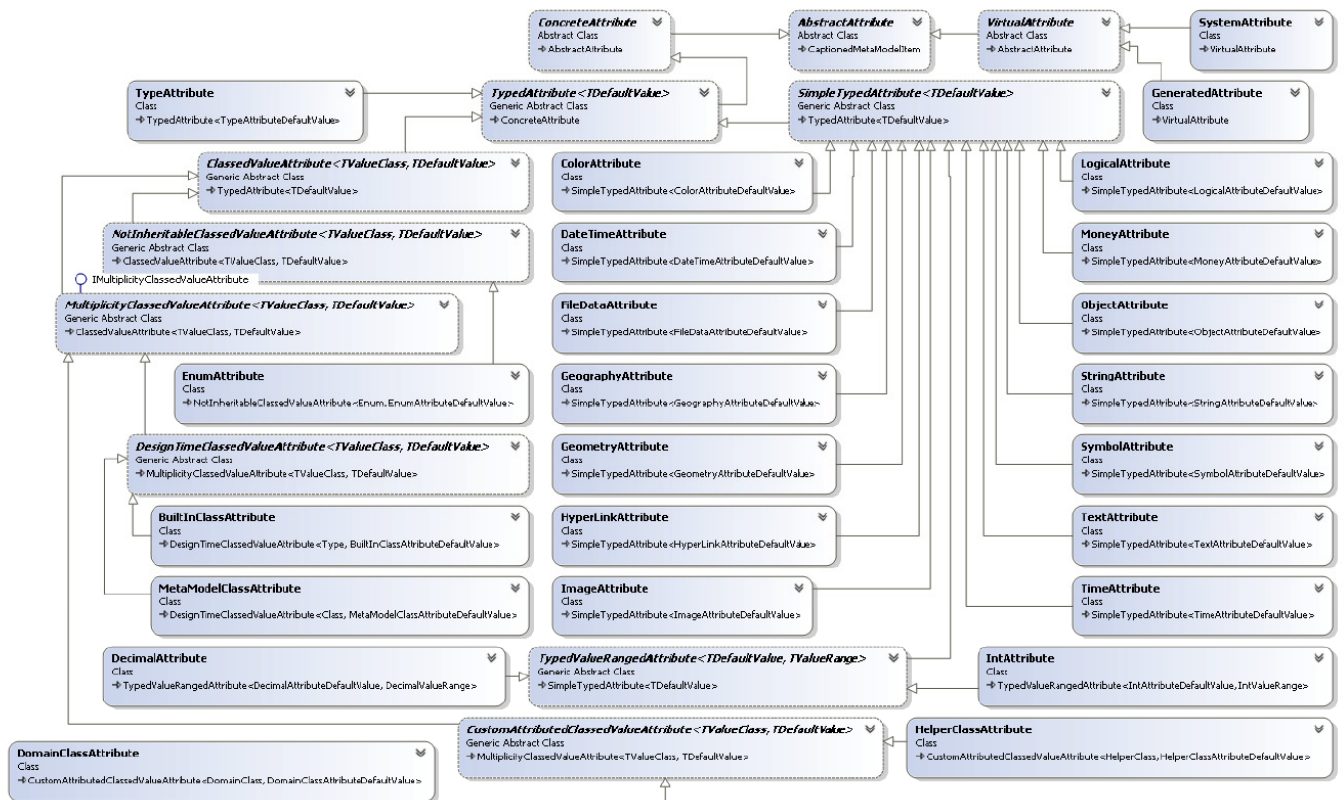 ConcreteAttribute
Abstract Class
AbstractAttribute
AbstractAttribute
Abstract Class
CaptionedMetaModelItem
VirtualAttribute
Abstract Class
AbstractAttribute
SystemAttribute
Class
VirtualAttribute
TypeAttribute
Class
TypedAttribute<TypeAttributeDefaultValue>
TypedAttribute<TDefaultValue>
Generic Abstract Class
ConcreteAttribute
SimpleTypedAttribute<TDefaultValue>
Generic Abstract Class
TypedAttribute<TDefaultValue>
GeneratedAttribute
Class
VirtualAttribute
ClassedValueAttribute<TValueClass, TDefaultValue>
Generic Abstract Class
TypedAttribute<TDefaultValue>
ColorAttribute
Class
SimpleTypedAttribute<ColorAttributeDefaultValue>
LogicalAttribute
Class
SimpleTypedAttribute<LogicalAttributeDefaultValue>
NotInheritableClassedValueAttribute<TValueClass, TDefaultValue>
Generic Abstract Class
ClassedValueAttribute<TValueClass, TDefaultValue>
DateTimeAttribute
Class
SimpleTypedAttribute<DateTimeAttributeDefaultValue>
MoneyAttribute
Class
SimpleTypedAttribute<MoneyAttributeDefaultValue>
IMultiplicityClassedValueAttribute
MultiplicityClassedValueAttribute<TValueClass, TDefaultValue>
Generic Abstract Class
ClassedValueAttribute<TValueClass, TDefaultValue>
FileDataAttribute
Class
SimpleTypedAttribute<FileDataAttributeDefaultValue>
ObjectAttribute
Class
SimpleTypedAttribute<ObjectAttributeDefaultValue>
EnumAttribute
Class
NotInheritableClassedValueAttribute<Enum, EnumAttributeDefaultValue>
GeographyAttribute
Class
SimpleTypedAttribute<GeographyAttributeDefaultValue>
StringAttribute
Class
SimpleTypedAttribute<StringAttributeDefaultValue>
DesignTimeClassedValueAttribute<TValueClass, TDefaultValue>
Generic Abstract Class
MultiplicityClassedValueAttribute<TValueClass, TDefaultValue>
GeometryAttribute
Class
SimpleTypedAttribute<GeometryAttributeDefaultValue>
SymbolAttribute
Class
SimpleTypedAttribute<SymbolAttributeDefaultValue>
BuiltInClassAttribute
Class
DesignTimeClassedValueAttribute<Type, BuiltInClassAttributeDefaultValue>
HyperLinkAttribute
Class
SimpleTypedAttribute<HyperLinkAttributeDefaultValue>
TextAttribute
Class
SimpleTypedAttribute<TextAttributeDefaultValue>
MetaModelClassAttribute
Class
DesignTimeClassedValueAttribute<Class, MetaModelClassAttributeDefaultValue>
ImageAttribute
Class
SimpleTypedAttribute<ImageAttributeDefaultValue>
TimeAttribute
Class
SimpleTypedAttribute<TimeAttributeDefaultValue>
DecimalAttribute
Class
TypedValueRangedAttribute<DecimalAttributeDefaultValue, DecimalValueRange>
TypedValueRangedAttribute<TDefaultValue, TValueRange>
Generic Abstract Class
SimpleTypedAttribute<TDefaultValue>
IntAttribute
Class
TypedValueRangedAttribute<IntAttributeDefaultValue,IntValueRange>
CustomAttributedClassedValueAttribute<TValueClass, TDefaultValue>
Generic Abstract Class
MultiplicityClassedValueAttribute<TValueClass, TDefaultValue>
HelperClassAttribute
Class
CustomAttributedClassedValueAttribute<HelperClass,HelperClassAttributeDefaultValue>
DomainClassAttribute
Class
CustomAttributedClassedValueAttribute<DomainClass, DomainClassAttributeDefaultValue>